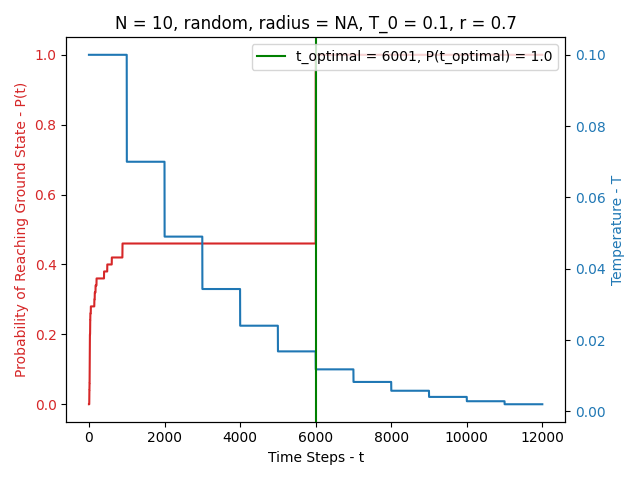 N = 10, random, radius = NA, T_0 = 0.1, r = 0.7
t_optimal = 6001, P(t_optimal) = 1.0
Probability of Reaching Ground State - P(t)
1.0
0.8
0.6
0.4
0.2
0.0
0.10
0.08
0.06
0.04
0.02
0.00
Temperature - T
0 2000 4000 6000 8000 10000 12000
Time Steps - t